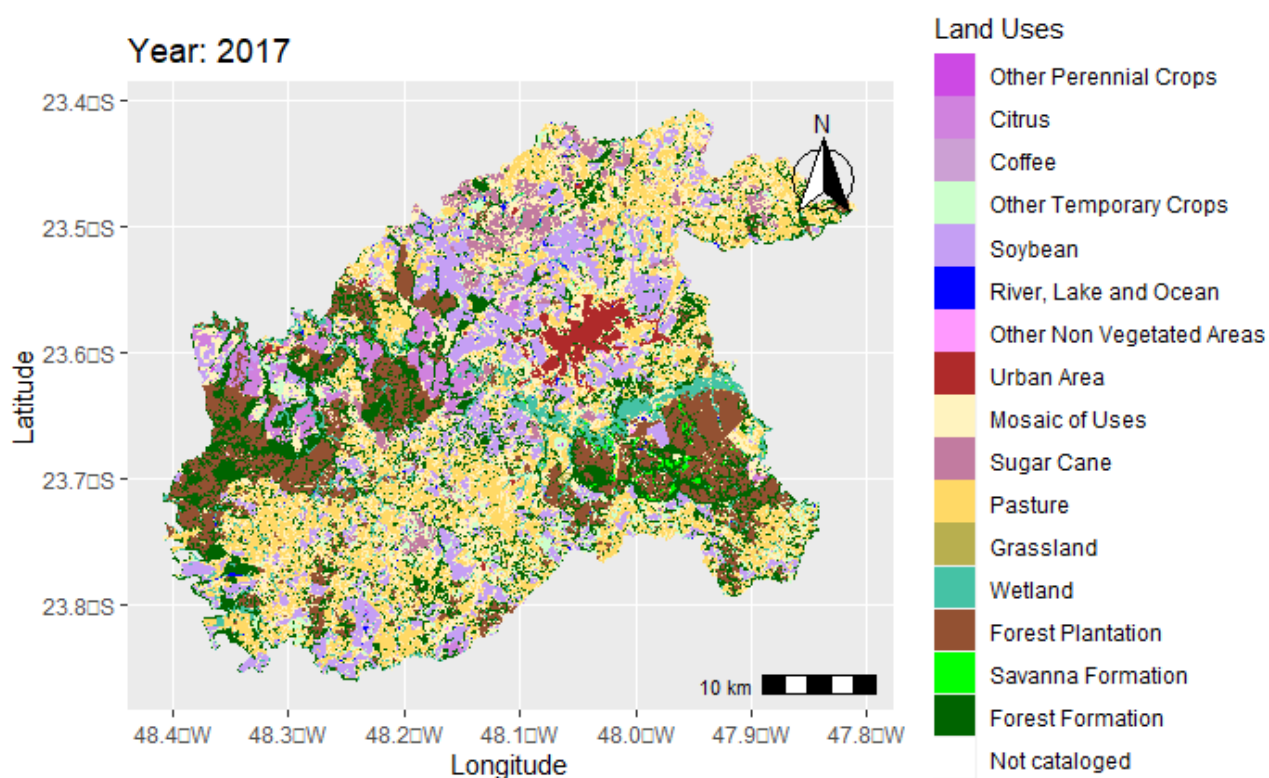 Year: 2017
Land Uses
Other Perennial Crops
Citrus
Coffee
Other Temporary Crops
Soybean
River, Lake and Ocean
Other Non Vegetated Areas
Urban Area
Mosaic of Uses
Sugar Cane
Pasture
Grassland
Wetland
Forest Plantation
Savanna Formation
Forest Formation
Not cataloged
N
23.4□S
23.5□S
23.6□S
23.7□S
23.8□S
Latitude
10 km
48.4□W 48.3□W 48.2□W 48.1□W 48.0□W 47.9□W 47.8□W
Longitude